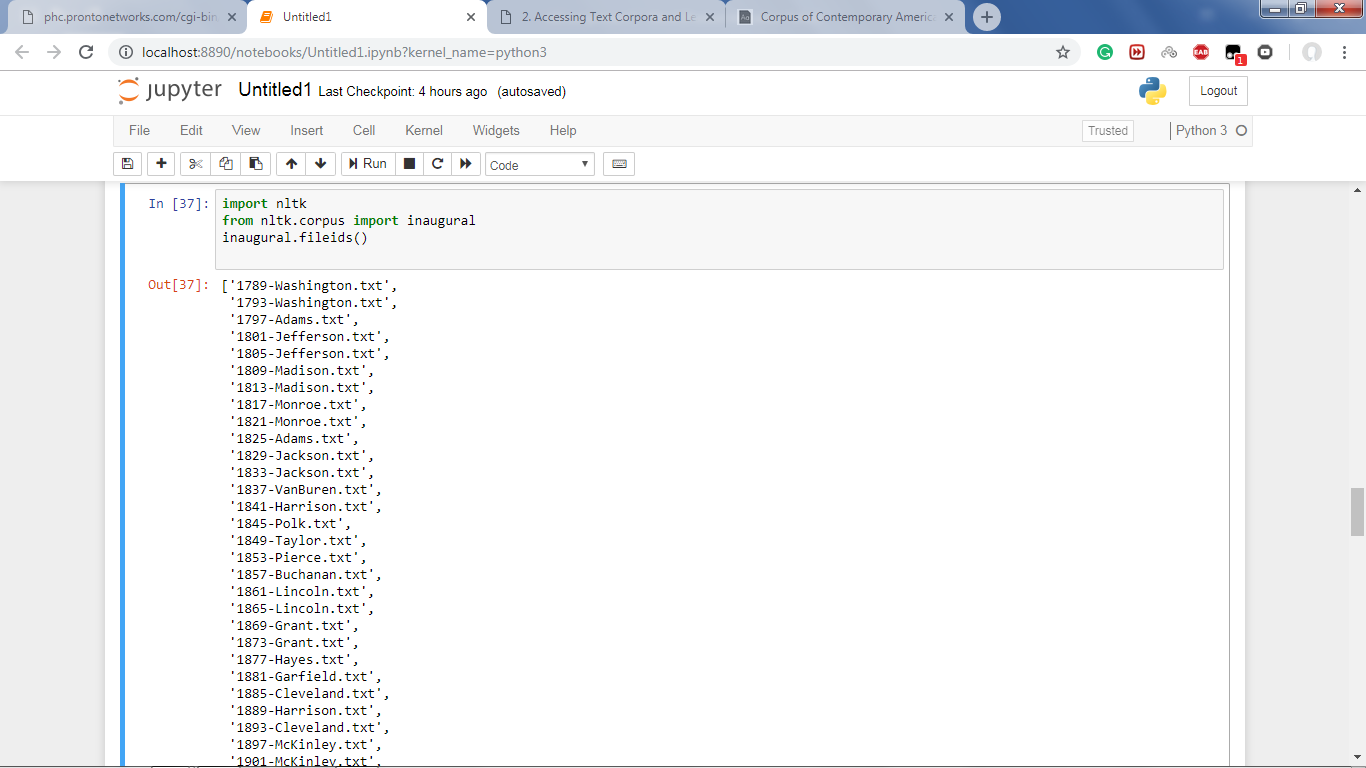 phc.prontonetworks.com/cgi-bin
Untitled1
2. Accessing Text Corpora and Le
Corpus of Contemporary America
localhost:8890/notebooks/Untitled1.ipynb?kernel_name=python3
EAB
1
jupyter Untitled1 Last Checkpoint: 4 hours ago (autosaved)
Logout
File Edit View Insert Cell Kernel Widgets Help
Trusted
Python 3
Run
Code
In [37]: import nltk
from nltk.corpus import inaugural
inaugural.fileids()
Out[37]: ['1789-Washington.txt',
'1793-Washington.txt',
'1797-Adams.txt',
'1801-Jefferson.txt',
'1805-Jefferson.txt',
'1809-Madison.txt',
'1813-Madison.txt',
'1817-Monroe.txt',
'1821-Monroe.txt',
'1825-Adams.txt',
'1829-Jackson.txt',
'1833-Jackson.txt',
'1837-VanBuren.txt',
'1841-Harrison.txt',
'1845-Polk.txt',
'1849-Taylor.txt',
'1853-Pierce.txt',
'1857-Buchanan.txt',
'1861-Lincoln.txt',
'1865-Lincoln.txt',
'1869-Grant.txt',
'1873-Grant.txt',
'1877-Hayes.txt',
'1881-Garfield.txt',
'1885-Cleveland.txt',
'1889-Harrison.txt',
'1893-Cleveland.txt',
'1897-McKinley.txt',
'1901-McKinley.txt',